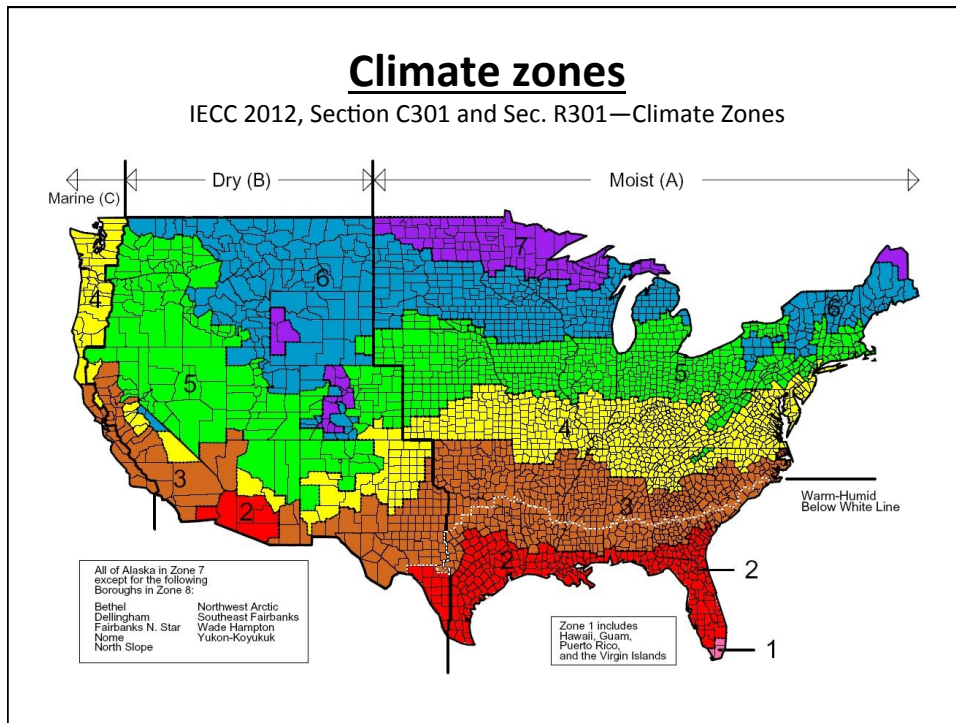 Climate zones
IECC 2012, Section C301 and Sec. R301—Climate Zones
Marine (C)
Dry (B)
Moist (A)
7
6
6
4
5
5
4
3
3
Warm-Humid
Below White Line
2
2
2
1
All of Alaska in Zone 7
except for the following
Boroughs in Zone 8:
Bethel
Dellingham
Fairbanks N. Star
Nome
North Slope
Northwest Arctic
Southeast Fairbanks
Wade Hampton
Yukon-Koyukuk
Zone 1 includes
Hawaii, Guam,
Puerto Rico,
and the Virgin Islands